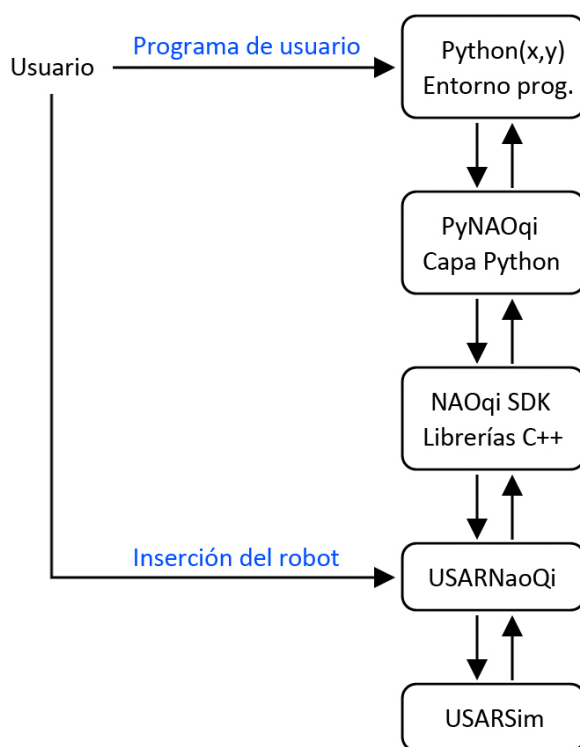 Programa de usuario
Usuario
Python(x,y)
Entorno prog.
PyNAOqi
Capa Python
NAOqi SDK
Librerías C++
Inserción del robot
USARNaoQi
USARSim